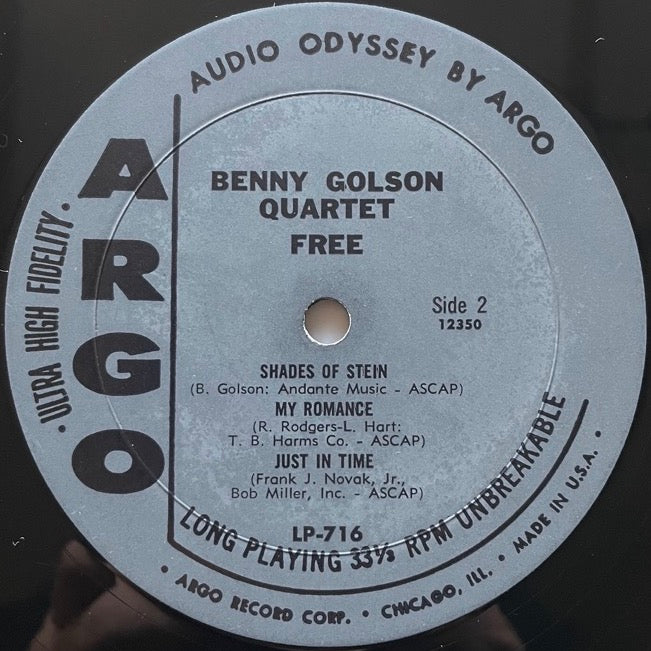 AUDIO ODYSSEY BY ARGO
ARGO
· ULTRA HIGH FIDELITY ·
BENNY GOLSON
QUARTET
FREE
Side 2
12350
SHADES OF STEIN
(B. Golson: Andante Music - ASCAP)
MY ROMANCE
(R. Rodgers-L. Hart:
T. B. Harms Co. - ASCAP)
JUST IN TIME
(Frank J. Novak, Jr.,
Bob Miller, Inc. - ASCAP)
LP-716
LONG PLAYING 33⅓ RPM UNBREAKABLE
· ARGO RECORD CORP. · CHICAGO, ILL. · MADE IN U.S.A. ·